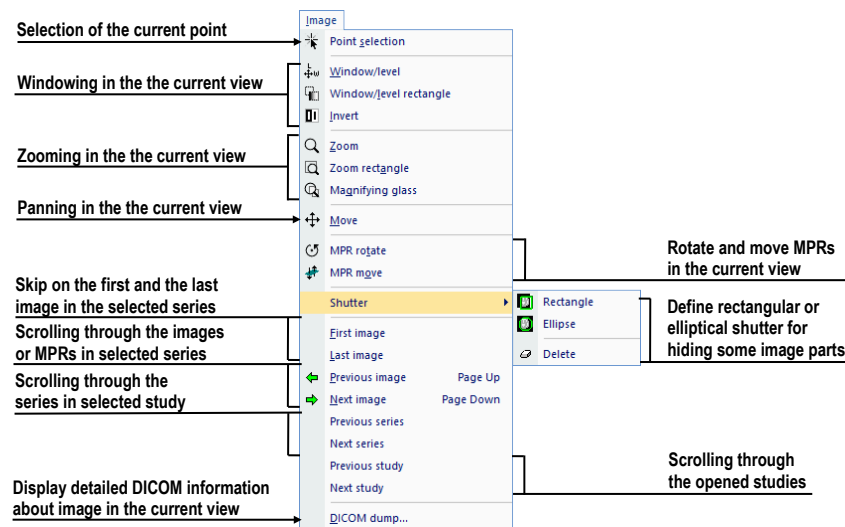 Image
Selection of the current point
Point selection
Windowing in the the current view
Window/level
Window/level rectangle
Invert
Zooming in the the current view
Zoom
Zoom rectangle
Magnifying glass
Panning in the the current view
Move
MPR rotate
MPR move
Rotate and move MPRs
in the current view
Skip on the first and the last
image in the selected series
Shutter
Rectangle
Ellipse
Delete
Define rectangular or
elliptical shutter for
hiding some image parts
Scrolling through the images
or MPRs in selected series
First image
Last image
Scrolling through the
series in selected study
Previous image Page Up
Next image Page Down
Previous series
Next series
Previous study
Next study
Scrolling through
the opened studies
Display detailed DICOM information
about image in the current view
DICOM dump...